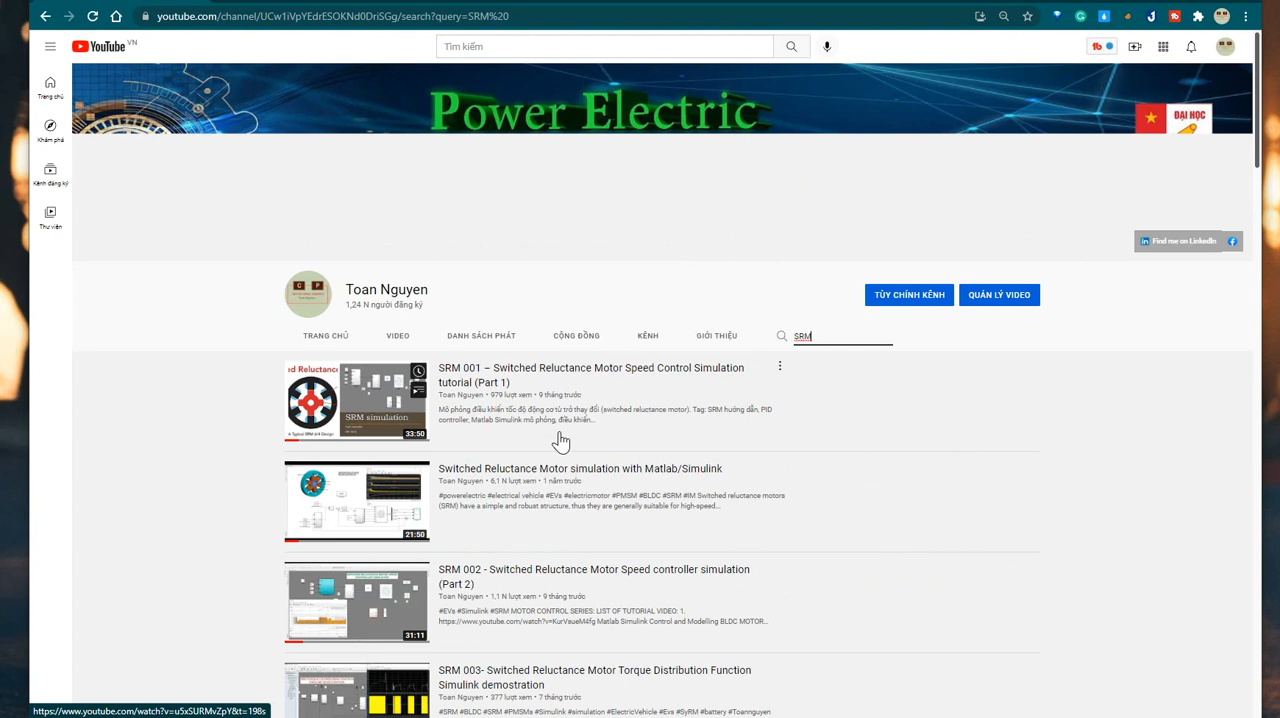 youtube.com/channel/UCw1iVpYEdrESOKNd0DriSGg/search?query=SRM%20
YouTube VN
Tìm kiếm
Trang chủ
Khám phá
Kênh đăng ký
Thư viện
Power Electric
ĐẠI HỌC
Find me on LinkedIn
Toan Nguyen
1,24 N người đăng ký
TÙY CHỈNH KÊNH
QUẢN LÝ VIDEO
TRANG CHỦ
VIDEO
DANH SÁCH PHÁT
CỘNG ĐỒNG
KÊNH
GIỚI THIỆU
SRM
SRM simulation
33:50
SRM 001 – Switched Reluctance Motor Speed Control Simulation
tutorial (Part 1)
Toan Nguyen • 979 lượt xem • 9 tháng trước
Mô phỏng điều khiển tốc độ động cơ từ trở thay đổi (switched reluctance motor). Tag: SRM hướng dẫn, PID
controller, Matlab Simulink mô phỏng, điều khiển...
21:50
Switched Reluctance Motor simulation with Matlab/Simulink
Toan Nguyen • 6,1 N lượt xem • 1 năm trước
#powerelectric #electrical vehicle #EVs #electricmotor #PMSM #BLDC #SRM #IM Switched reluctance motors
(SRM) have a simple and robust structure, thus they are generally suitable for high-speed...
31:11
SRM 002 - Switched Reluctance Motor Speed controller simulation
(Part 2)
Toan Nguyen • 1,1 N lượt xem • 9 tháng trước
#EVs #Simulink #SRM MOTOR CONTROL SERIES: LIST OF TUTORIAL VIDEO: 1.
https://www.youtube.com/watch?v=KurVsueM4fg Matlab Simulink Control and Modelling BLDC MOTOR...
SRM 003- Switched Reluctance Motor Torque Distribution Function
Simulink demostration
Toan Nguyen • 377 lượt xem • 7 tháng trước
#SRM #BLDC #SRM #PMSMs #Simulink #simulation #ElectricVehicle #Evs #SyRM #battery #Toannguyen
https://www.youtube.com/watch?v=u5xSURMvZpY&t=198s